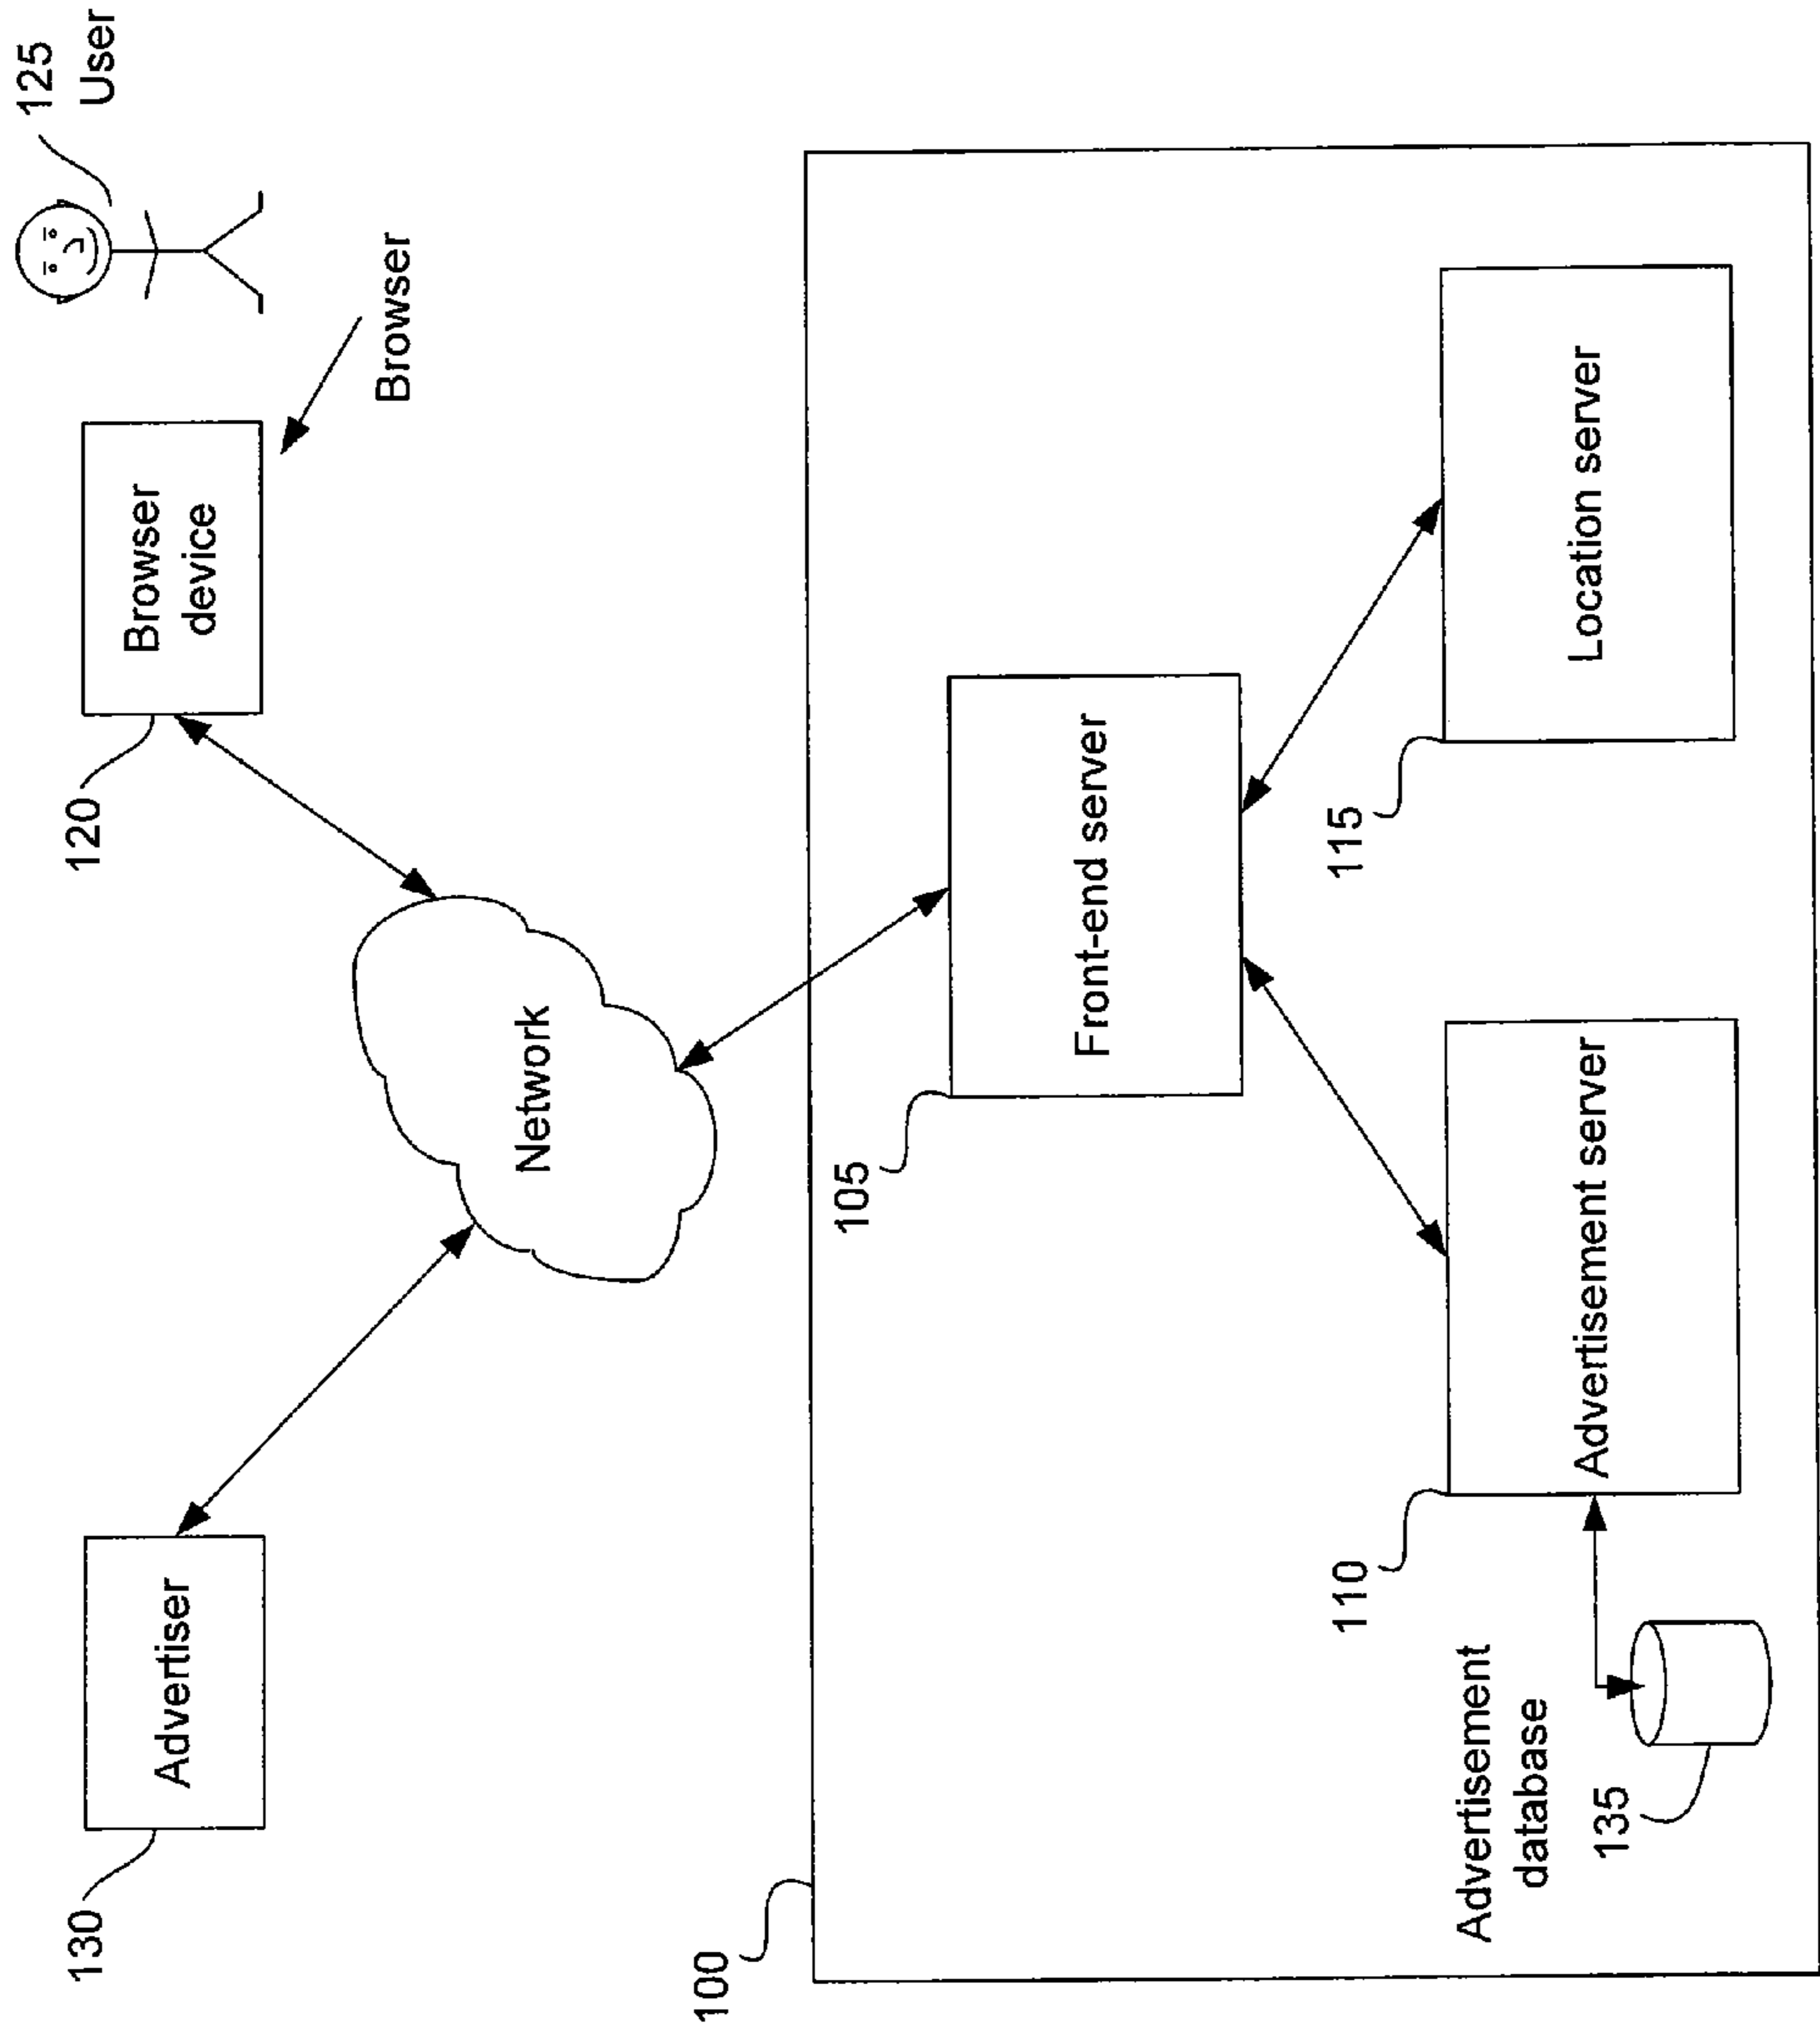 130
Advertiser
120
Browser
device
125
User
Browser
Network
100
105
Front-end server
110
Advertisement server
115
Location server
Advertisement
database
135